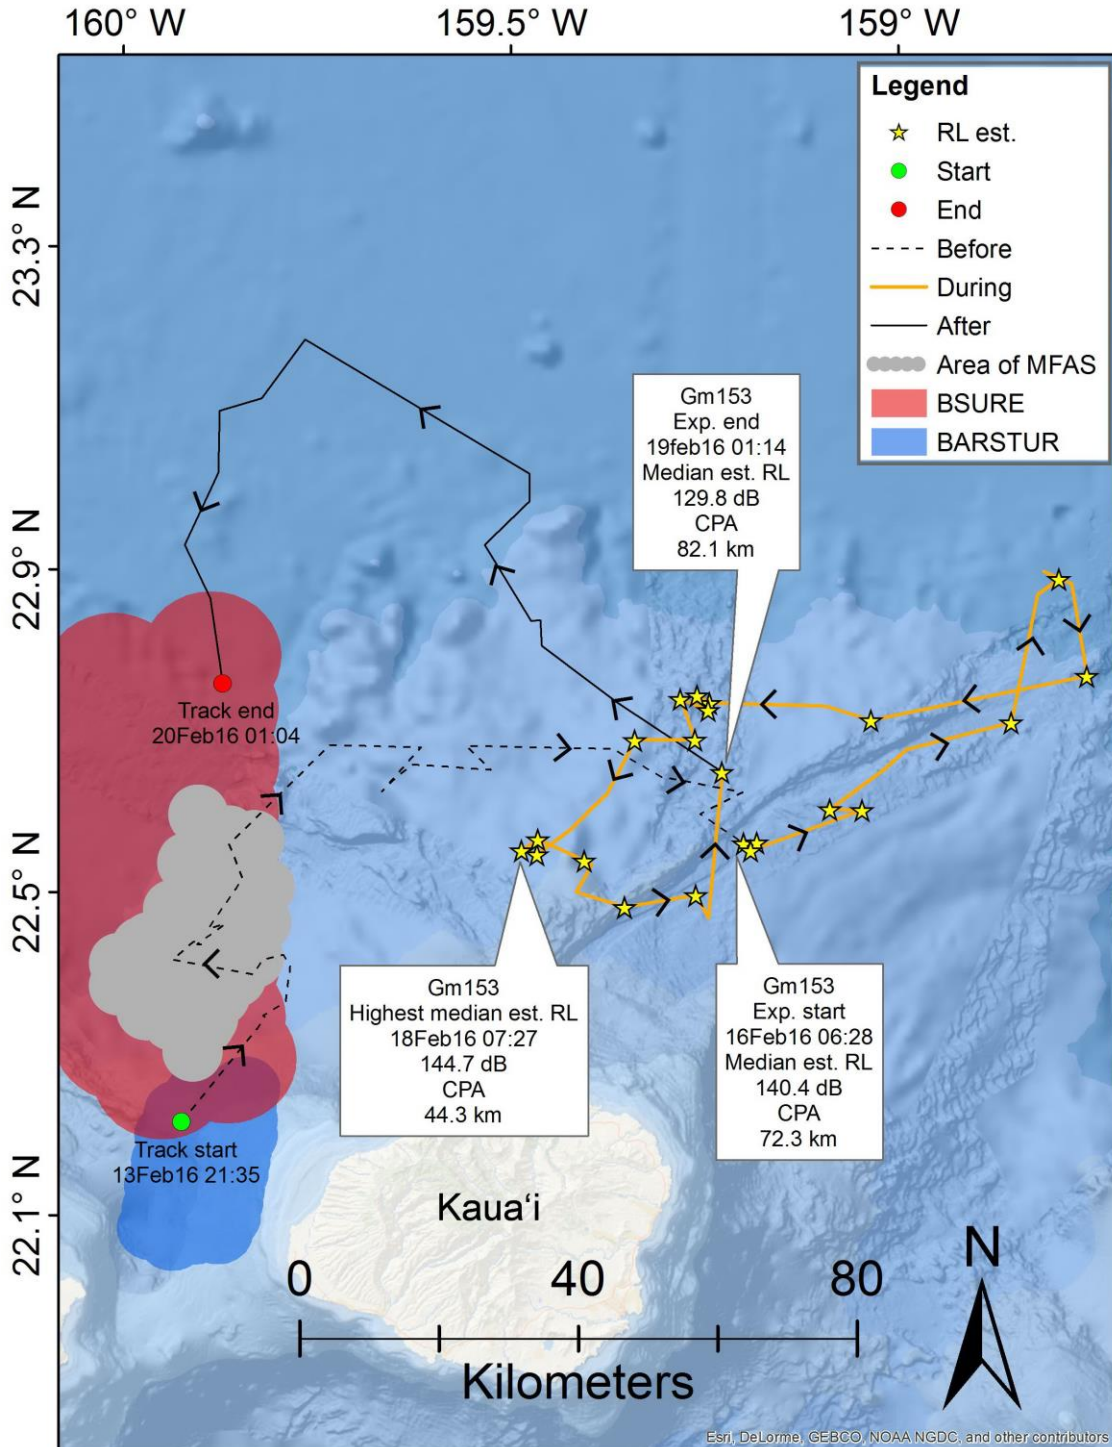 160° W
159.5° W
159° W
23.3° N
22.9° N
22.5° N
22.1° N
Legend
RL est.
Start
End
Before
During
After
Area of MFAS
BSURE
BARSTUR
Gm153
Exp. end
19feb16 01:14
Median est. RL
129.8 dB
CPA
82.1 km
Track end
20Feb16 01:04
Gm153
Highest median est. RL
18Feb16 07:27
144.7 dB
CPA
44.3 km
Gm153
Exp. start
16Feb16 06:28
Median est. RL
140.4 dB
CPA
72.3 km
Track start
13Feb16 21:35
Kauaʻi
0 40 80
Kilometers
N
Esri, DeLorme, GEBCO, NOAA NGDC, and other contributors